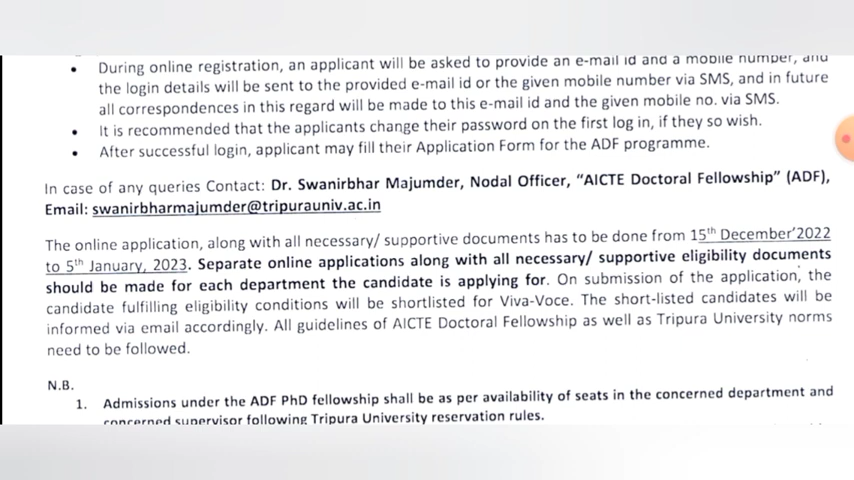 • During online registration, an applicant will be asked to provide an e-mail id and a mobile number, and
the login details will be sent to the provided e-mail id or the given mobile number via SMS, and in future
all correspondences in this regard will be made to this e-mail id and the given mobile no. via SMS.
• It is recommended that the applicants change their password on the first log in, if they so wish.
• After successful login, applicant may fill their Application Form for the ADF programme.
In case of any queries Contact: Dr. Swanirbhar Majumder, Nodal Officer, “AICTE Doctoral Fellowship” (ADF),
Email: swanirbharmajumder@tripurauniv.ac.in
The online application, along with all necessary/ supportive documents has to be done from 15th December'2022
to 5th January, 2023. Separate online applications along with all necessary/ supportive eligibility documents
should be made for each department the candidate is applying for. On submission of the application, the
candidate fulfilling eligibility conditions will be shortlisted for Viva-Voce. The short-listed candidates will be
informed via email accordingly. All guidelines of AICTE Doctoral Fellowship as well as Tripura University norms
need to be followed.
N.B.
1. Admissions under the ADF PhD fellowship shall be as per availability of seats in the concerned department and
concerned supervisor following Tripura University reservation rules.